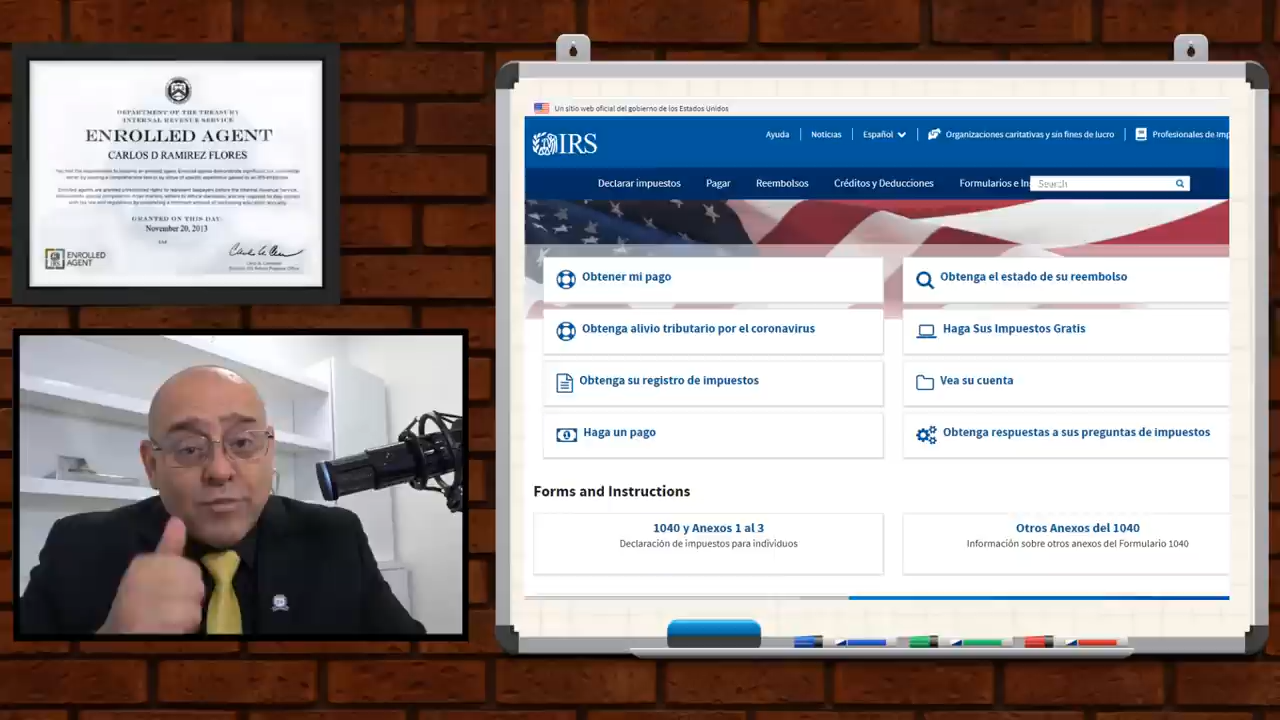 DEPARTMENT OF THE TREASURY
INTERNAL REVENUE SERVICE
ENROLLED AGENT
CARLOS D RAMIREZ FLORES
GRANTED ON THIS DAY:
November 20, 2013
ENROLLED
AGENT
Un sitio web oficial del gobierno de los Estados Unidos
IRS
Ayuda
Noticias
Español
Organizaciones caritativas y sin fines de lucro
Profesionales de Imp
Declarar impuestos
Pagar
Reembolsos
Créditos y Deducciones
Formularios e Ins
Search
Obtener mi pago
Obtenga el estado de su reembolso
Obtenga alivio tributario por el coronavirus
Haga Sus Impuestos Gratis
Obtenga su registro de impuestos
Vea su cuenta
Haga un pago
Obtenga respuestas a sus preguntas de impuestos
Forms and Instructions
1040 y Anexos 1 al 3
Declaración de impuestos para individuos
Otros Anexos del 1040
Información sobre otros anexos del Formulario 1040